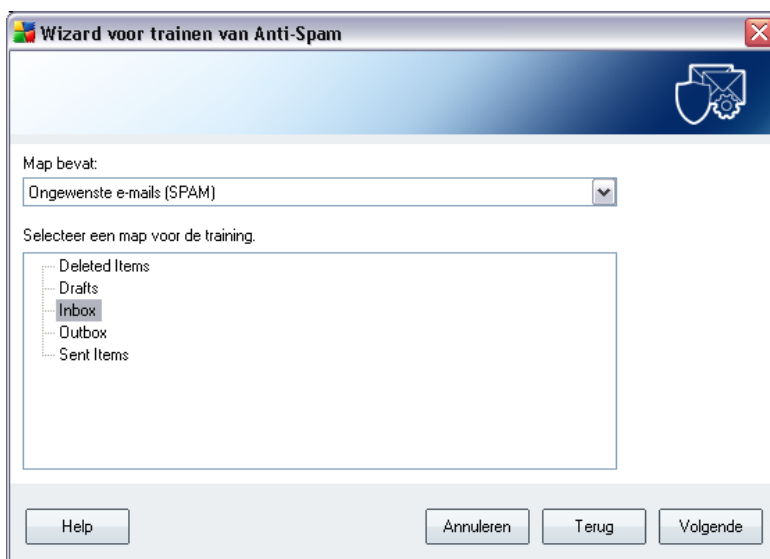 Wizard voor trainen van Anti-Spam
Map bevat:
Ongewenste e-mails (SPAM)
Selecteer een map voor de training.
Deleted Items
Drafts
Inbox
Outbox
Sent Items
Help Annuleren Terug Volgende